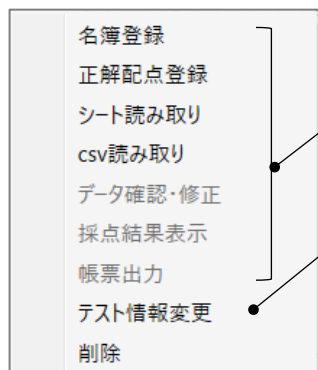 名簿登録
正解配点登録
シート読み取り
csv読み取り
データ確認・修正
採点結果表示
帳票出力
テスト情報変更
削除